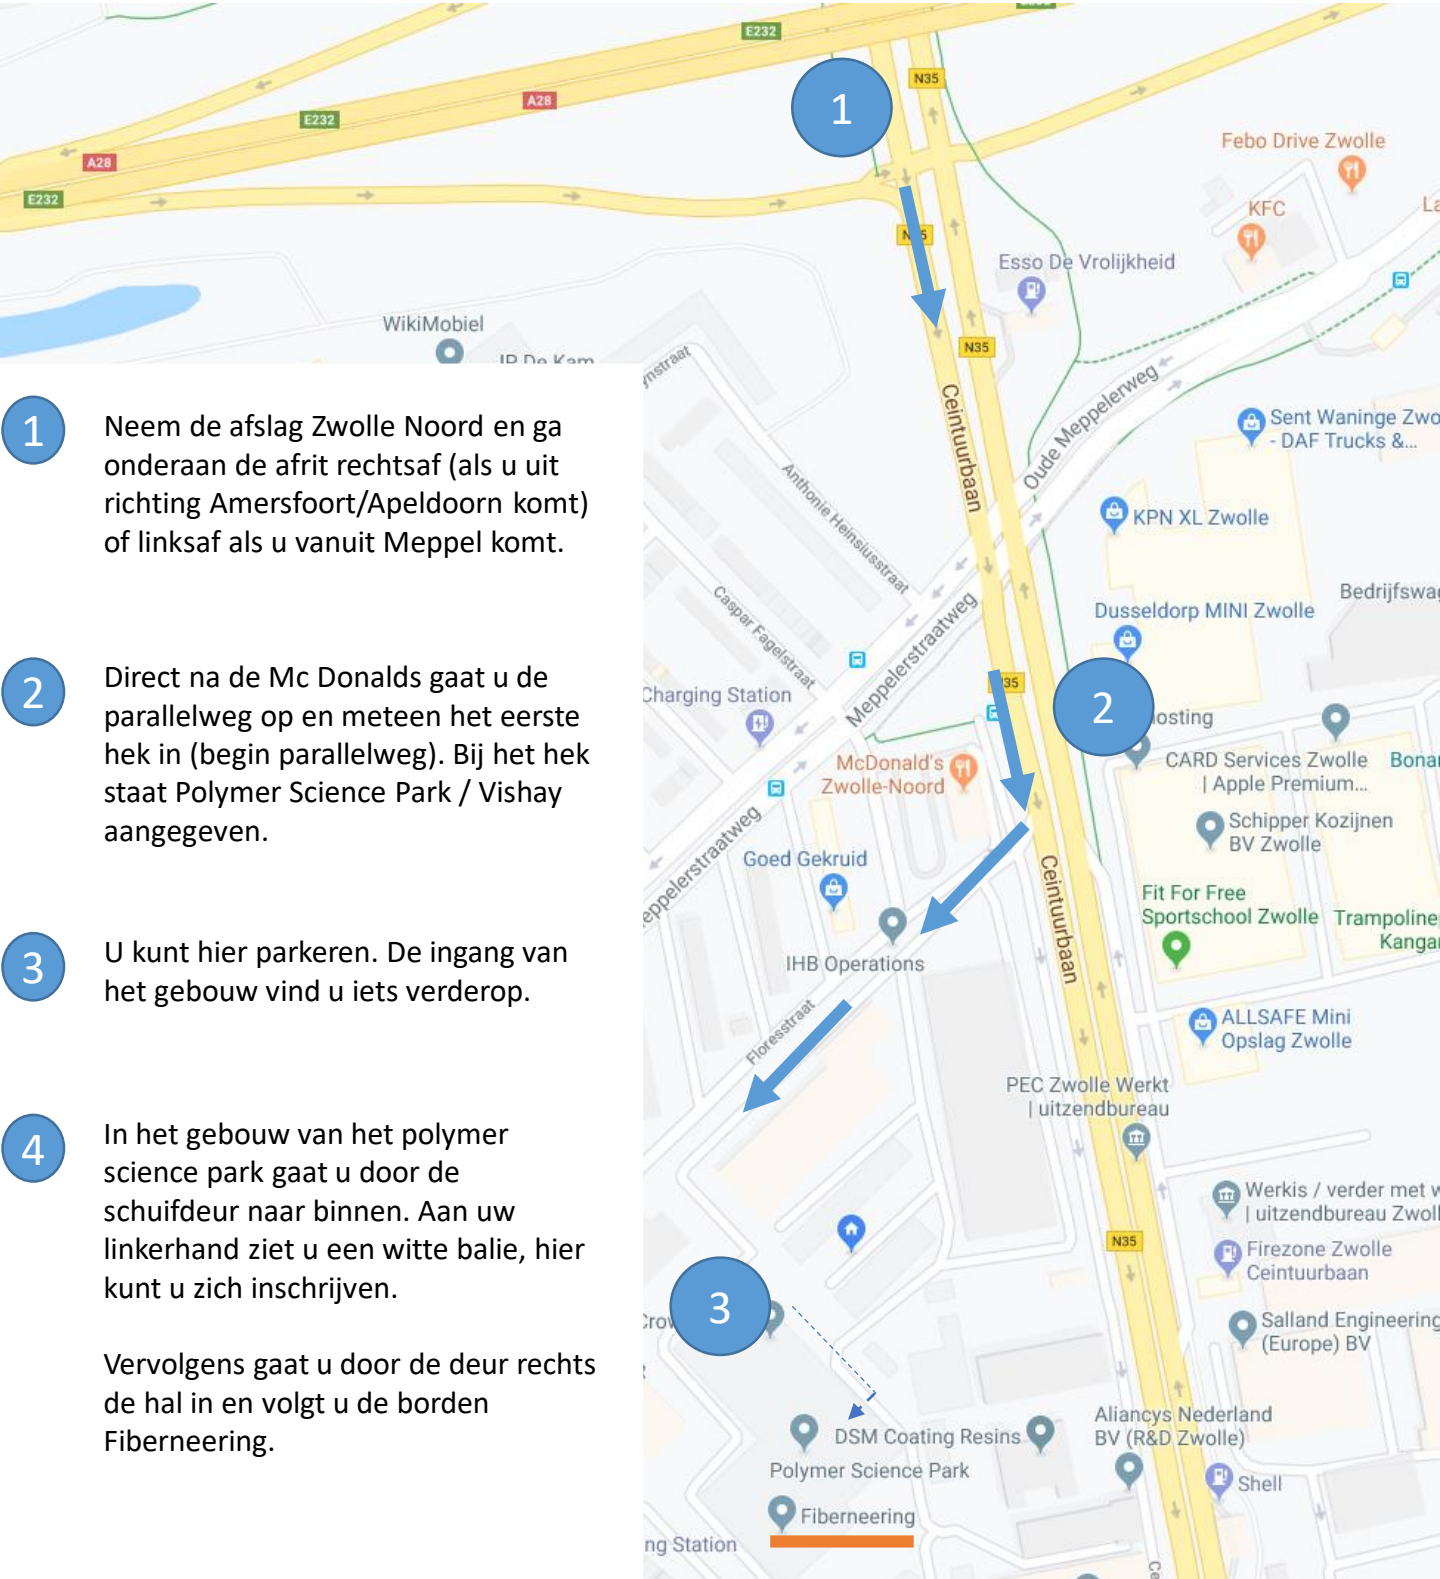 E232
N35
1
A28
E232
Febo Drive Zwolle
A28
E232
KFC
Esso De Vrolijkheid
WikiMobiel
N35
Ceintuurbaan
Oude Meppelerweg
Sent Waninge
- DAF Trucks &...
KPN XL Zwolle
Anthonie Heinsiusstraat
Caspar Fagelstraat
Dusseldorp MINI Zwolle
Meppelerstraatweg
Charging Station
2
McDonald's
Zwolle-Noord
CARD Services Zwolle
| Apple Premium...
Schipper Kozijnen
BV Zwolle
Goed Gekruid
Ceintuurbaan
Fit For Free
Sportschool Zwolle
IHB Operations
Floresstraat
ALLSAFE Mini
Opslag Zwolle
PEC Zwolle Werkt
| uitzendbureau
Werkis / verder met
| uitzendbureau
N35
Firezone Zwolle
Ceintuurbaan
3
Salland Engineering
(Europe) BV
Aliancys Nederland
BV (R&D Zwolle)
DSM Coating Resins
Polymer Science Park
Shell
Fiberneering
Station
1
Neem de afslag Zwolle Noord en ga
onderaan de afrit rechtsaf (als u uit
richting Amersfoort/Apeldoorn komt)
of linksaf als u vanuit Meppel komt.
2
Direct na de Mc Donalds gaat u de
parallelweg op en meteen het eerste
hek in (begin parallelweg). Bij het hek
staat Polymer Science Park / Vishay
aangegeven.
3
U kunt hier parkeren. De ingang van
het gebouw vind u iets verderop.
4
In het gebouw van het polymer
science park gaat u door de
schuifdeur naar binnen. Aan uw
linkerhand ziet u een witte balie, hier
kunt u zich inschrijven.
Vervolgens gaat u door de deur rechts
de hal in en volgt u de borden
Fiberneering.